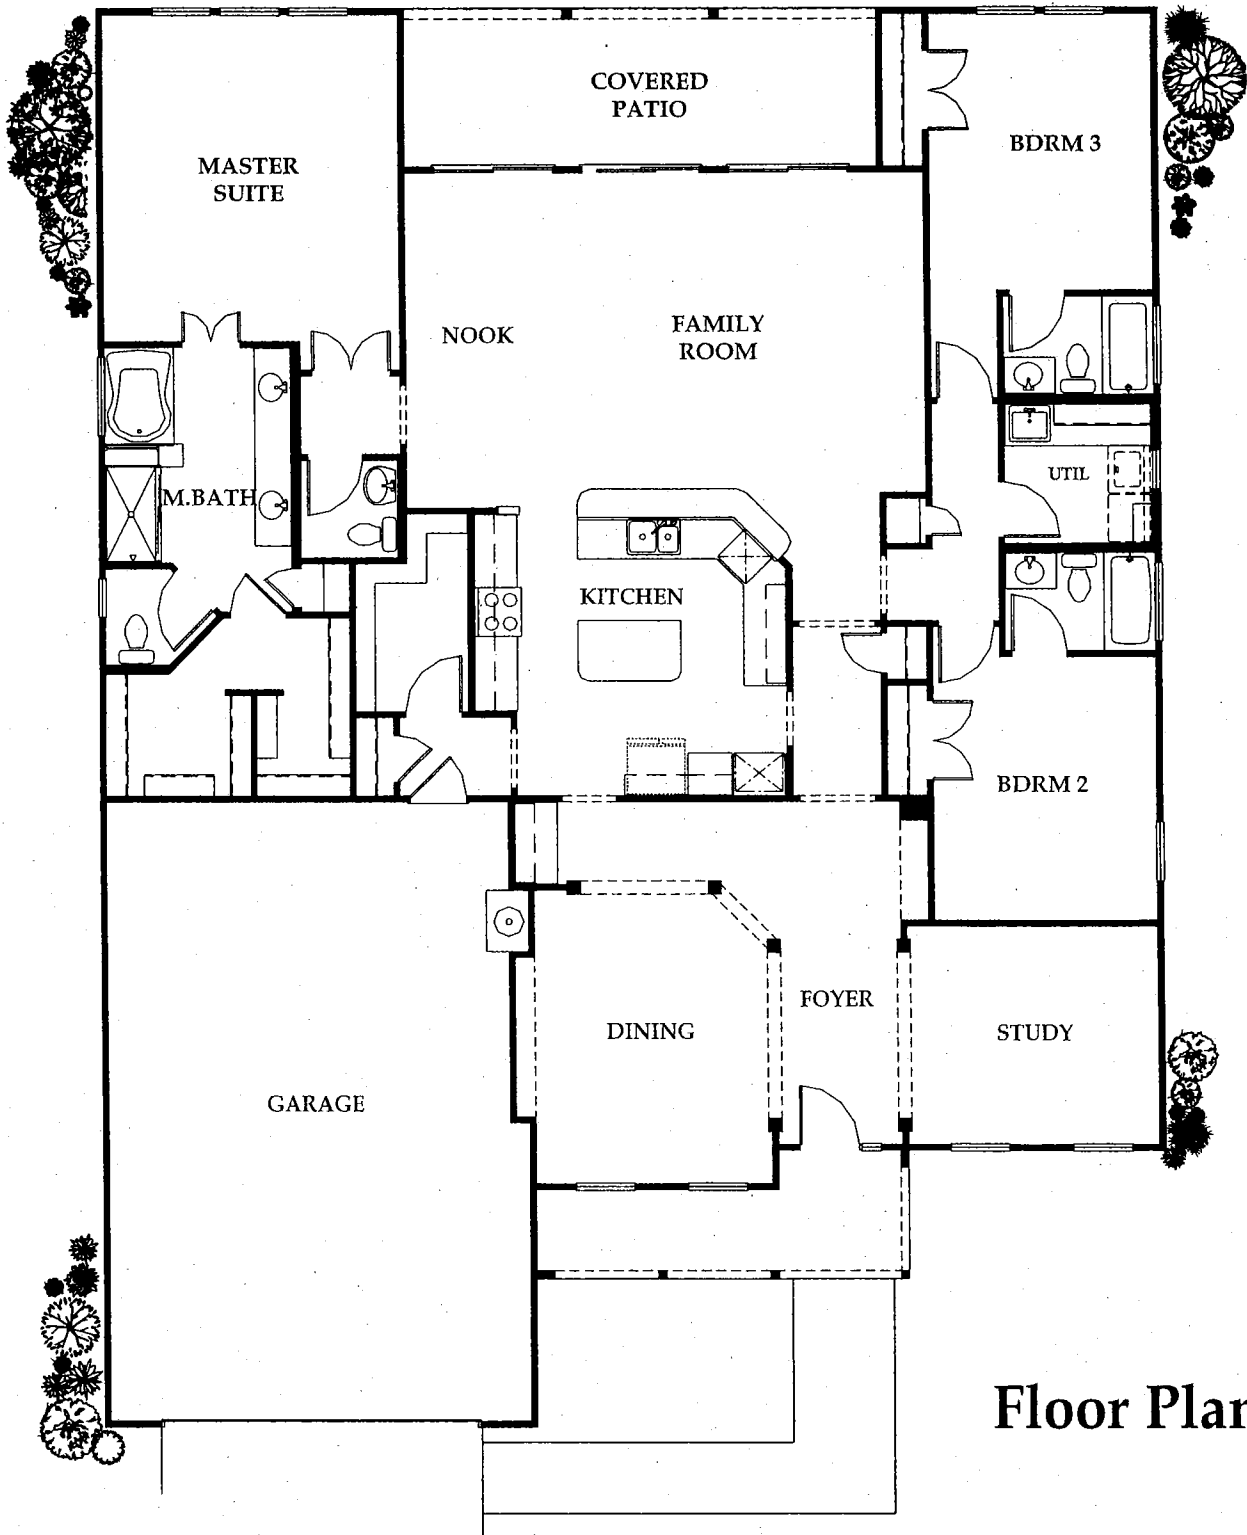 COVERED
PATIO
BDRM 3
MASTER
SUITE
NOOK
FAMILY
ROOM
UTIL
M.BATH
KITCHEN
BDRM 2
FOYER
DINING
STUDY
GARAGE
Floor Plan